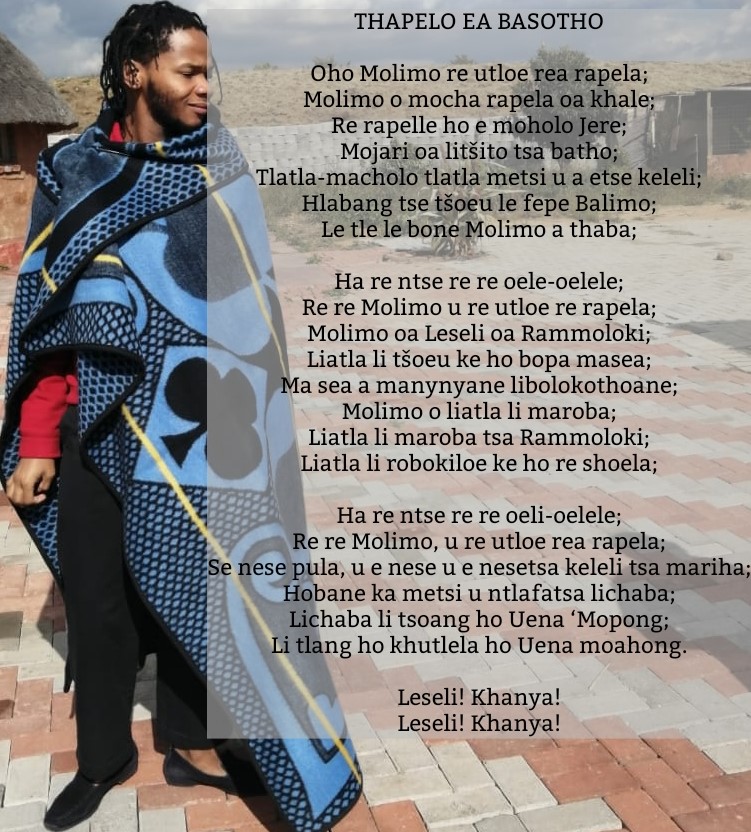 THAPELO EA BASOTHO
Oho Molimo re utloe rea rapela;
Molimo o mocha rapela oa khale;
Re rapelle ho e moholo Jere;
Mojari oa litšito tsa batho;
Tlatla-macholo tlatla metsi u a etse keleli;
Hlabang tse tšoeu le fepe Balimo;
Le tle le bone Molimo a thaba;
Ha re ntse re re oele-oelele;
Re re Molimo u re utloe re rapela;
Molimo oa Leseli oa Rammoloki;
Liatla li tšoeu ke ho bopa masea;
Ma sea a manynyane libolokothoane;
Molimo o liatla li maroba;
Liatla li maroba tsa Rammoloki;
Liatla li robokiloe ke ho re shoela;
Ha re ntse re re oeli-oelele;
Re re Molimo, u re utloe rea rapela;
Se nese pula, u e nese u e nesetsa keleli tsa mariha;
Hobane ka metsi u ntlafatsa lichaba;
Lichaba li tsoang ho Uena ‘Mopong;
Li tlang ho khutlela ho Uena moahong.
Leseli! Khanya!
Leseli! Khanya!